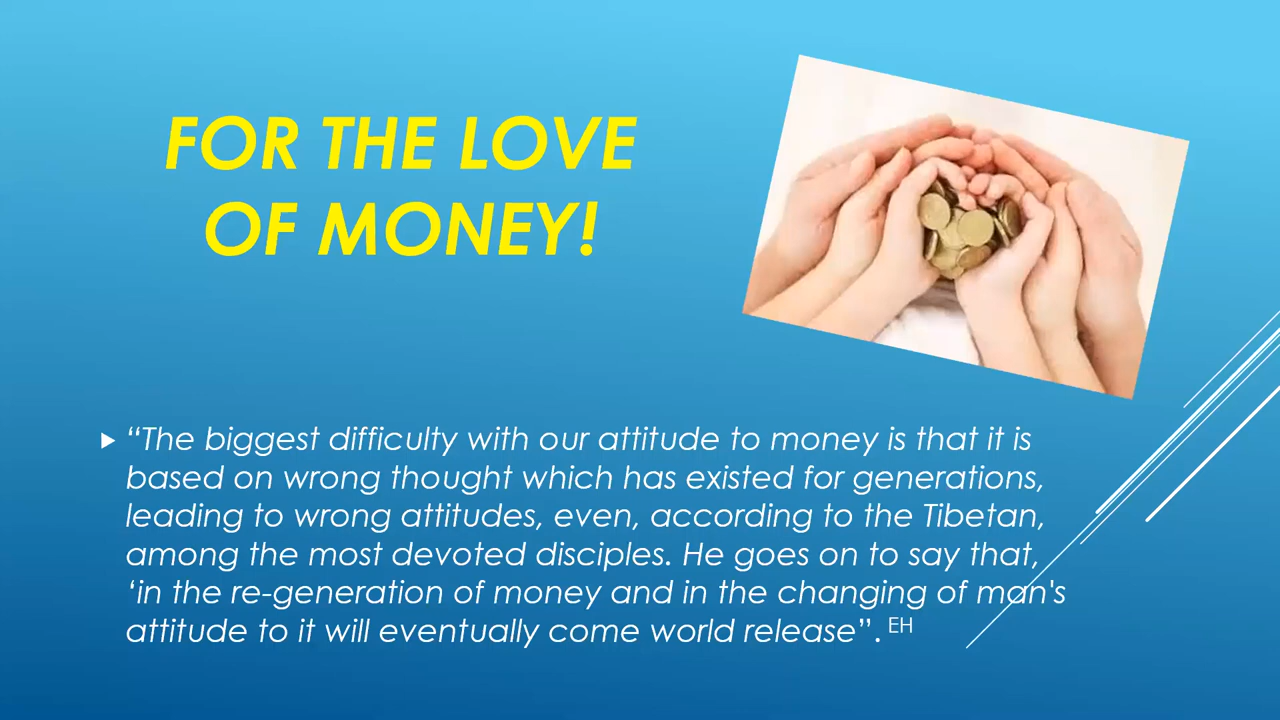 FOR THE LOVE
OF MONEY!
“The biggest difficulty with our attitude to money is that it is
based on wrong thought which has existed for generations,
leading to wrong attitudes, even, according to the Tibetan,
among the most devoted disciples. He goes on to say that,
‘in the re-generation of money and in the changing of man's
attitude to it will eventually come world release”. EH